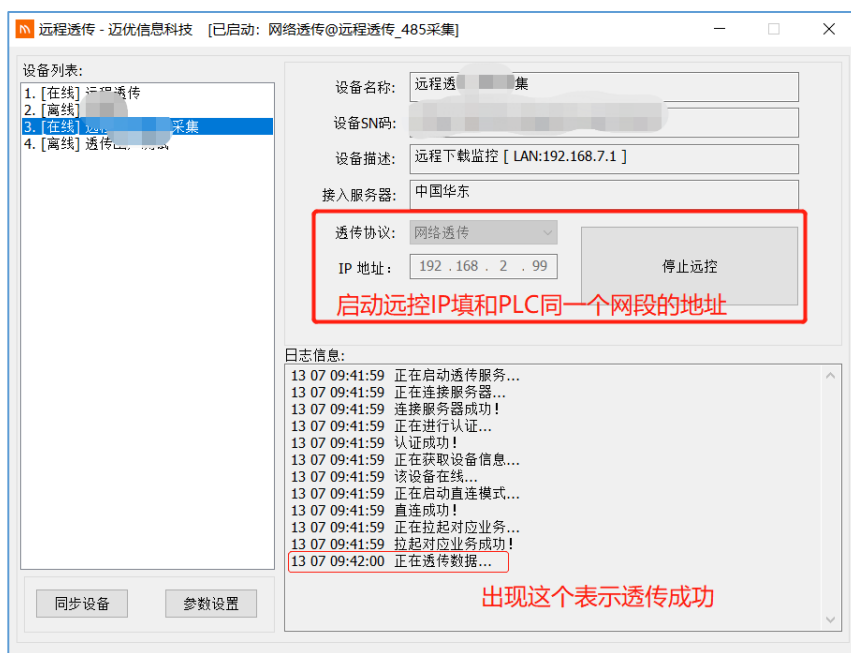 远程透传 - 迈优信息科技 [已启动：网络透传@远程透传_485采集]
设备列表:
1. [在线] 远程透传
2. [离线]
3. [在线] 采集
4. [离线] 透传
设备名称: 远程透 集
设备SN码:
设备描述: 远程下载监控 [ LAN:192.168.7.1 ]
接入服务器: 中国华东
透传协议: 网络透传
IP 地址： 192 . 168 . 2 . 99
停止远控
启动远控IP填和PLC同一个网段的地址
日志信息:
13 07 09:41:59 正在启动透传服务...
13 07 09:41:59 正在连接服务器...
13 07 09:41:59 连接服务器成功！
13 07 09:41:59 正在进行认证...
13 07 09:41:59 认证成功！
13 07 09:41:59 正在获取设备信息...
13 07 09:41:59 该设备在线...
13 07 09:41:59 正在启动直连模式...
13 07 09:41:59 直连成功！
13 07 09:41:59 正在拉起对应业务...
13 07 09:41:59 拉起对应业务成功！
13 07 09:42:00 正在透传数据...
出现这个表示透传成功
同步设备
参数设置